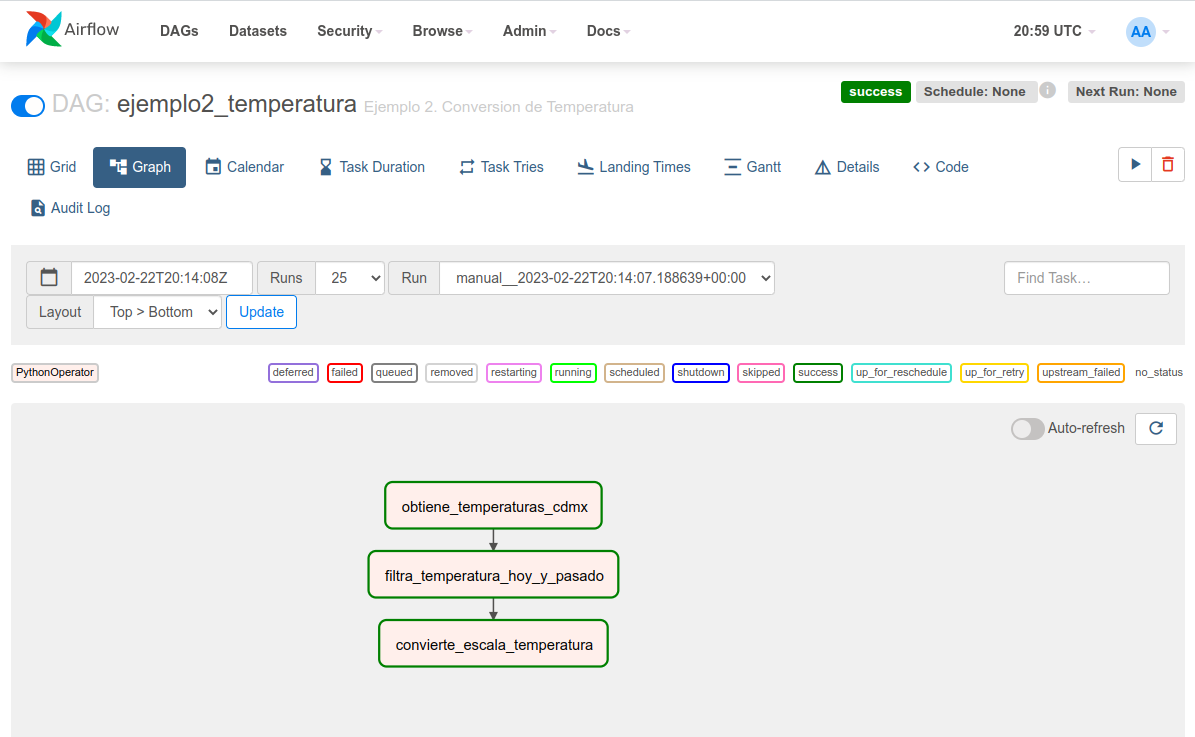 Airflow DAGs Datasets Security Browse Admin Docs 20:59 UTC AA
DAG: ejemplo2_temperatura Ejemplo 2. Conversion de Temperatura success Schedule: None i Next Run: None
Grid Graph Calendar Task Duration Task Tries Landing Times Gantt Details Code
Audit Log
2023-02-22T20:14:08Z Runs 25 Run manual__2023-02-22T20:14:07.188639+00:00 Find Task...
Layout Top > Bottom Update
PythonOperator deferred failed queued removed restarting running scheduled shutdown skipped success up_for_reschedule up_for_retry upstream_failed no_status
Auto-refresh
obtiene_temperaturas_cdmx
filtra_temperatura_hoy_y_pasado
convierte_escala_temperatura